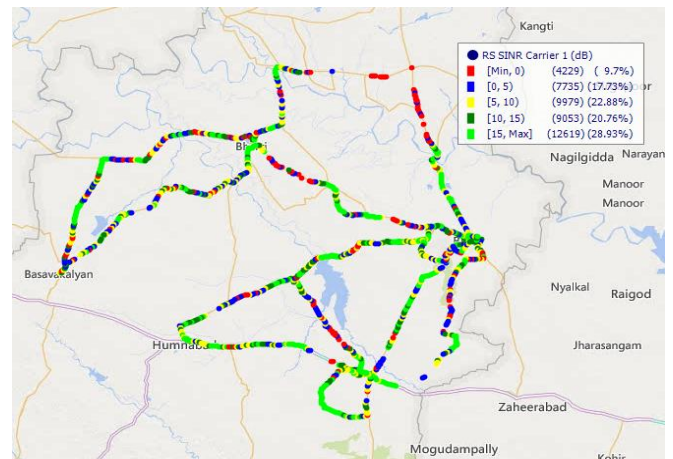 Kangti
RS SINR Carrier 1 (dB)
[Min, 0) (4229) ( 9.7%)
[0, 5) (7735) (17.73%)
[5, 10) (9979) (22.88%)
[10, 15) (9053) (20.76%)
[15, Max] (12619) (28.93%)
oor
Nagilgidda Narayan
Manoor
Manoor
Basavakalyan
Nyalkal
Raigod
Jharasangam
Zaheerabad
Mogudampally